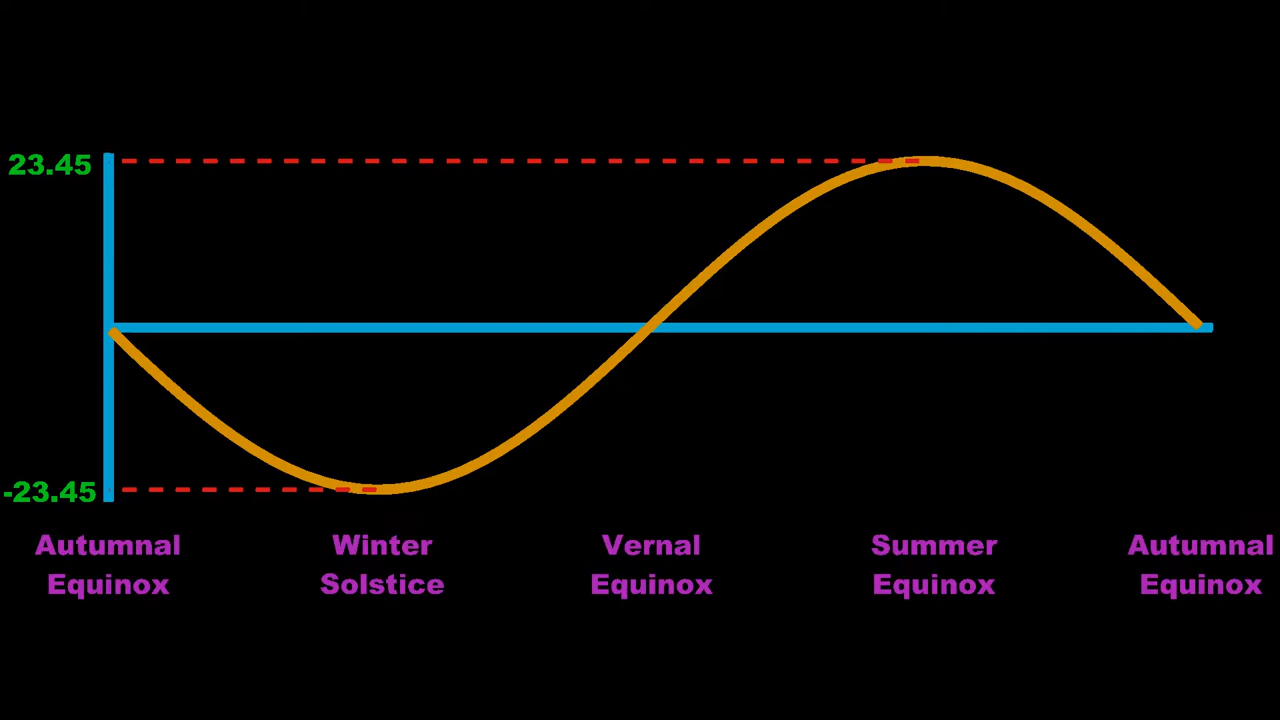 23.45
-23.45
Autumnal Equinox
Winter Solstice
Vernal Equinox
Summer Equinox
Autumnal Equinox